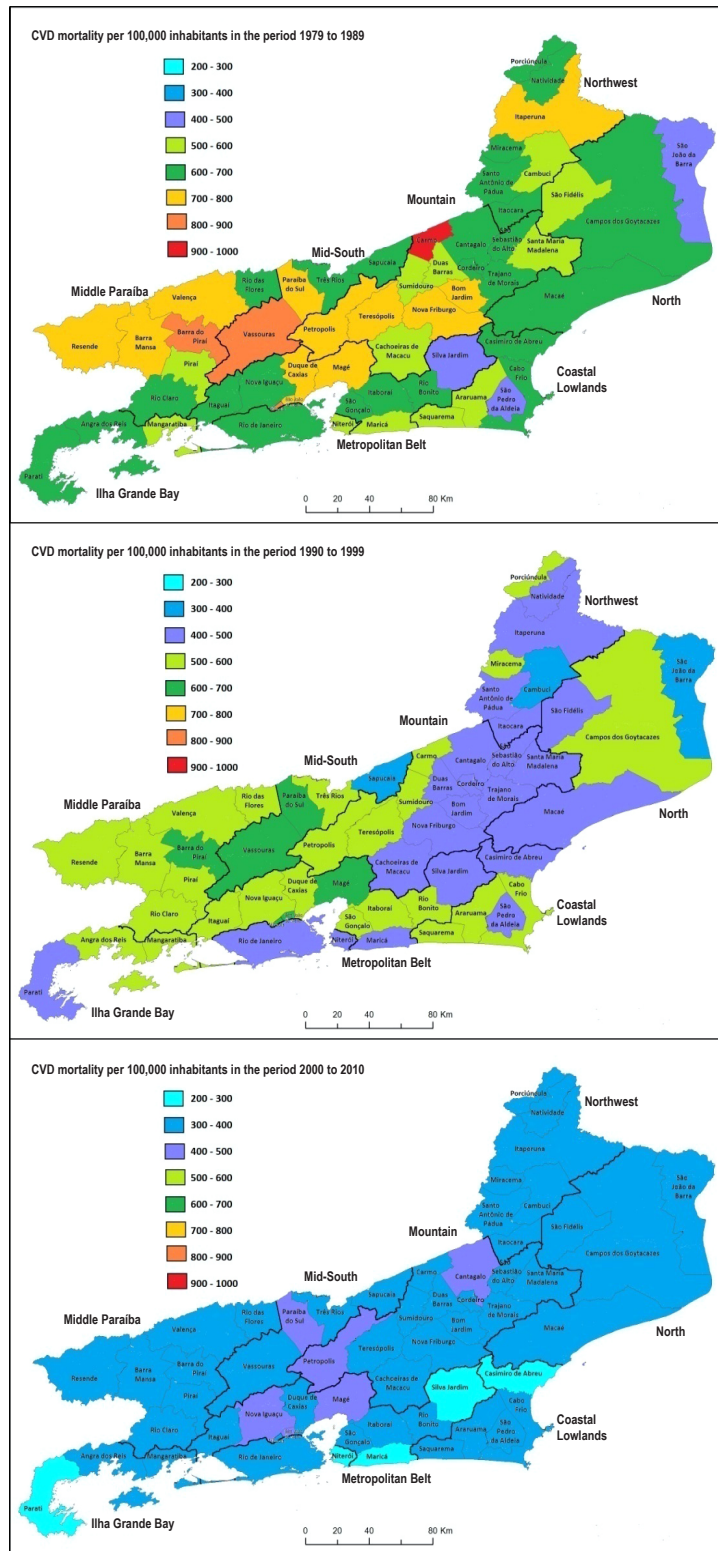 CVD mortality per 100,000 inhabitants in the period 1979 to 1989
200 - 300
300 - 400
400 - 500
500 - 600
600 - 700
700 - 800
800 - 900
900 - 1000
Porciúncula
Natividade
Northwest
Itaperuna
São
João da
Barra
Miracema
Cambuci
Santo
Antônio de
Pádua
São Fidélis
Mountain
Itaocara
Campos dos Goytacazes
Carmo
Cantagalo
São
Sebastião
do Alto
Santa Maria
Madalena
Mid-South
Sapucaia
Duas
Barras
Cordeiro
Trajano
de Morais
Middle Paraíba
Rio das
Flores
Paraíba
do Sul
Três Rios
Sumidouro
Bom
Jardim
North
Valença
Teresópolis
Nova Friburgo
Macaé
Resende
Barra
Mansa
Barra do
Piraí
Vassouras
Petropolis
Cachoeiras de
Macacu
Silva Jardim
Casimiro de Abreu
Piraí
Duque de
Caxias
Magé
Cabo
Frio
Coastal
Lowlands
Rio Claro
Nova Iguaçu
Itaboraí
Rio
Bonito
Araruama
São
Pedro
da Aldeia
Itaguaí
São
Gonçalo
Angra dos Reis
Mangaratiba
Rio de Janeiro
Niterói
Maricá
Saquarema
Metropolitan Belt
Parati
Ilha Grande Bay
0 20 40 80 Km
CVD mortality per 100,000 inhabitants in the period 1990 to 1999
200 - 300
300 - 400
400 - 500
500 - 600
600 - 700
700 - 800
800 - 900
900 - 1000
Porciúncula
Natividade
Northwest
Itaperuna
São
João da
Barra
Miracema
Cambuci
Santo
Antônio de
Pádua
São Fidélis
Mountain
Itaocara
Campos dos Goytacazes
Carmo
Cantagalo
São
Sebastião
do Alto
Santa Maria
Madalena
Mid-South
Sapucaia
Duas
Barras
Cordeiro
Trajano
de Morais
Middle Paraíba
Rio das
Flores
Paraíba
do Sul
Três Rios
Sumidouro
Bom
Jardim
North
Valença
Teresópolis
Nova Friburgo
Macaé
Resende
Barra
Mansa
Barra do
Piraí
Vassouras
Petropolis
Cachoeiras de
Macacu
Silva Jardim
Casimiro de Abreu
Piraí
Duque de
Caxias
Magé
Cabo
Frio
Coastal
Lowlands
Rio Claro
Nova Iguaçu
Itaboraí
Rio
Bonito
Araruama
São
Pedro
da Aldeia
Itaguaí
São
Gonçalo
Angra dos Reis
Mangaratiba
Rio de Janeiro
Niterói
Maricá
Saquarema
Metropolitan Belt
Parati
Ilha Grande Bay
0 20 40 80 Km
CVD mortality per 100,000 inhabitants in the period 2000 to 2010
200 - 300
300 - 400
400 - 500
500 - 600
600 - 700
700 - 800
800 - 900
900 - 1000
Porciúncula
Natividade
Northwest
Itaperuna
São
João da
Barra
Miracema
Cambuci
Santo
Antônio de
Pádua
São Fidélis
Mountain
Itaocara
Campos dos Goytacazes
Carmo
Cantagalo
São
Sebastião
do Alto
Santa Maria
Madalena
Mid-South
Sapucaia
Duas
Barras
Cordeiro
Trajano
de Morais
Middle Paraíba
Rio das
Flores
Paraíba
do Sul
Três Rios
Sumidouro
Bom
Jardim
North
Valença
Teresópolis
Nova Friburgo
Macaé
Resende
Barra
Mansa
Barra do
Piraí
Vassouras
Petropolis
Cachoeiras de
Macacu
Silva Jardim
Casimiro de Abreu
Piraí
Duque de
Caxias
Magé
Cabo
Frio
Coastal
Lowlands
Rio Claro
Nova Iguaçu
Itaboraí
Rio
Bonito
Araruama
São
Pedro
da Aldeia
Itaguaí
São
Gonçalo
Angra dos Reis
Mangaratiba
Rio de Janeiro
Niterói
Maricá
Saquarema
Metropolitan Belt
Parati
Ilha Grande Bay
0 20 40 80 Km